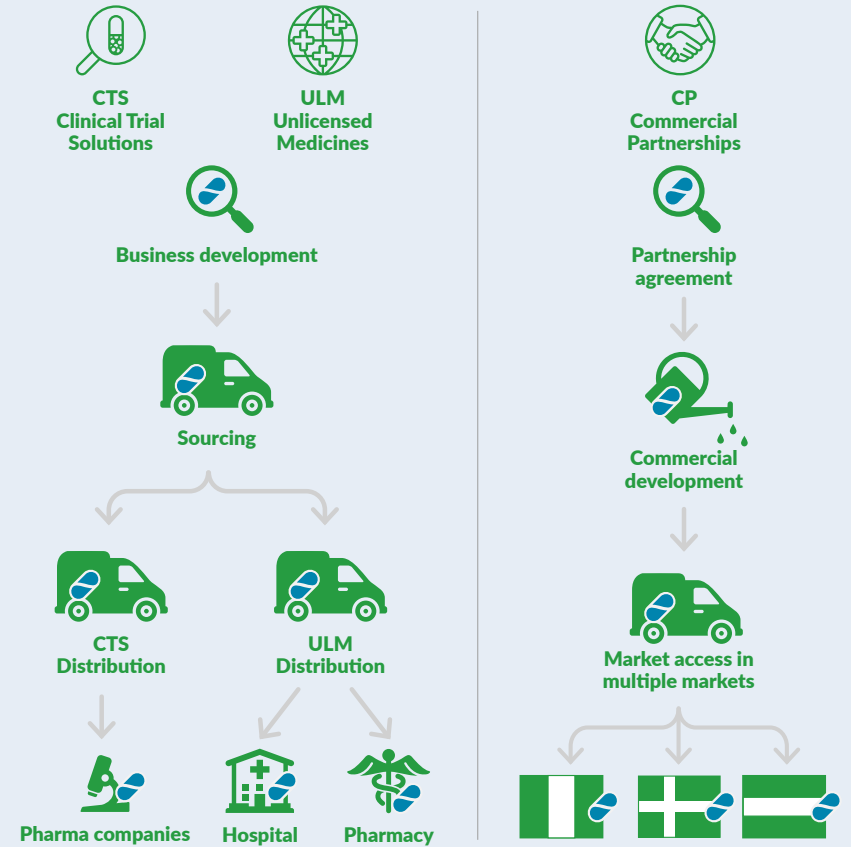 CTS
Clinical Trial
Solutions
ULM
Unlicensed
Medicines
Business development
Sourcing
CTS
Distribution
ULM
Distribution
Pharma companies
Hospital
Pharmacy
CP
Commercial
Partnerships
Partnership
agreement
Commercial
development
Market access in
multiple markets